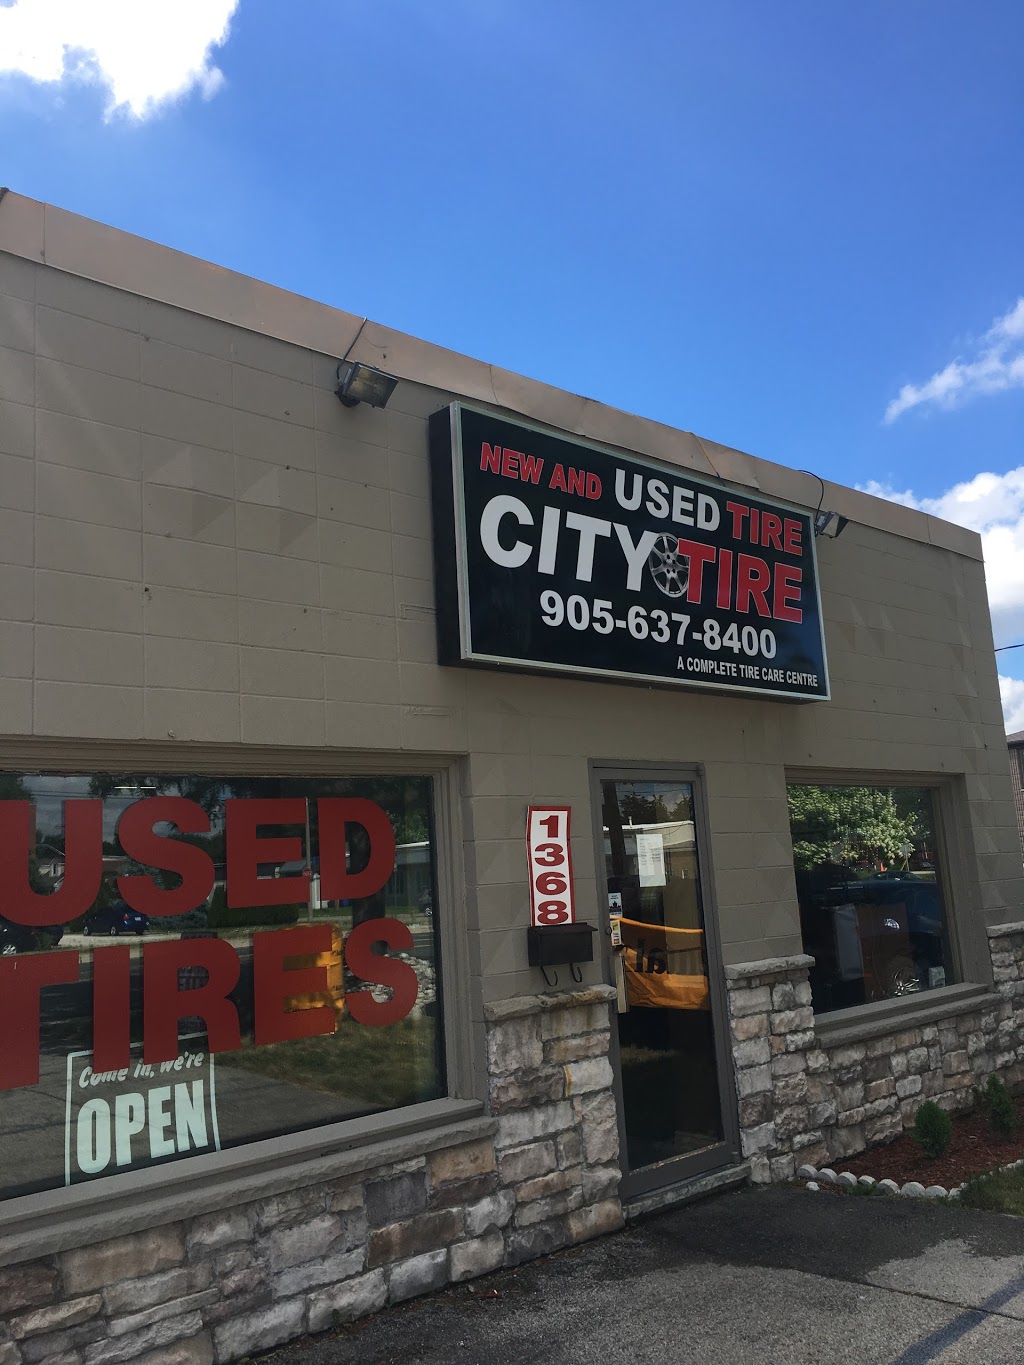 NEW AND USED TIRE
CITY TIRE
905-637-8400
A COMPLETE TIRE CARE CENTRE
1368
USED
TIRES
Come In, we're
OPEN